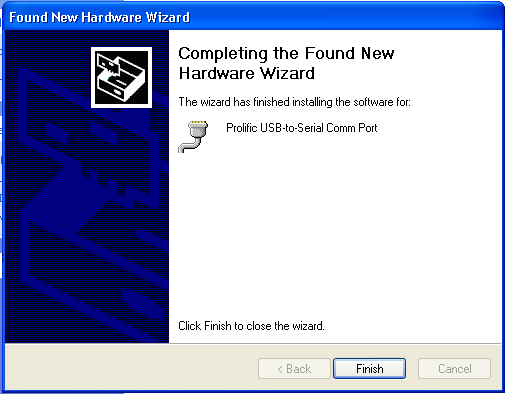 Found New Hardware Wizard
Completing the Found New
Hardware Wizard
The wizard has finished installing the software for:
Prolific USB-to-Serial Comm Port
Click Finish to close the wizard.
< Back
Finish
Cancel